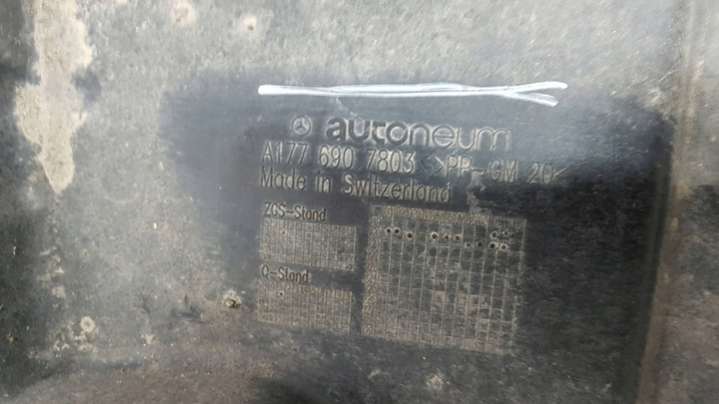 autoneum
A177 690 7803 >PP-GM 20<
Made in Switzerland
ZGS-Stand
Q-Stand